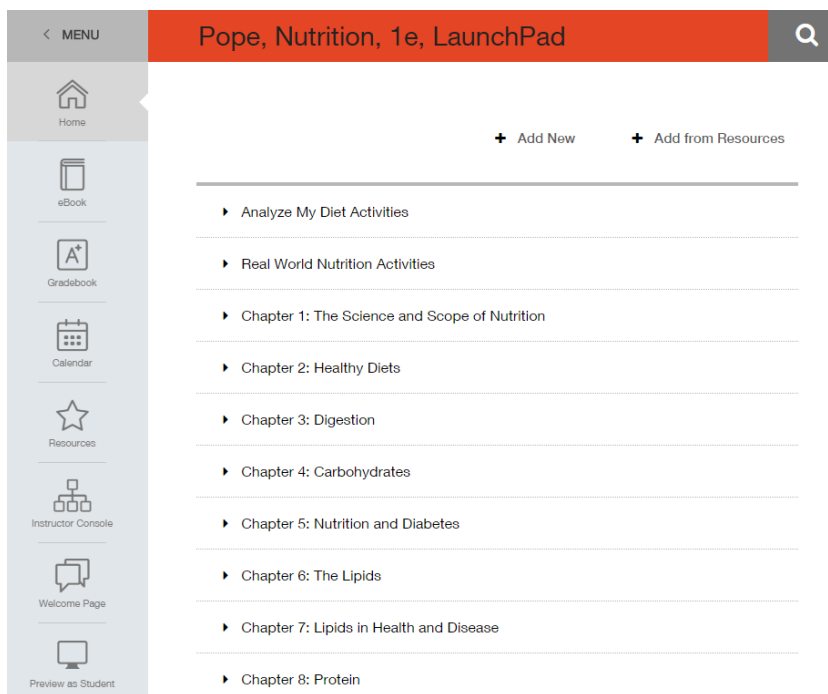 MENU
Pope, Nutrition, 1e, LaunchPad
Home
eBook
A+
Gradebook
Calendar
Resources
Instructor Console
Welcome Page
Preview as Student
+ Add New
+ Add from Resources
Analyze My Diet Activities
Real World Nutrition Activities
Chapter 1: The Science and Scope of Nutrition
Chapter 2: Healthy Diets
Chapter 3: Digestion
Chapter 4: Carbohydrates
Chapter 5: Nutrition and Diabetes
Chapter 6: The Lipids
Chapter 7: Lipids in Health and Disease
Chapter 8: Protein